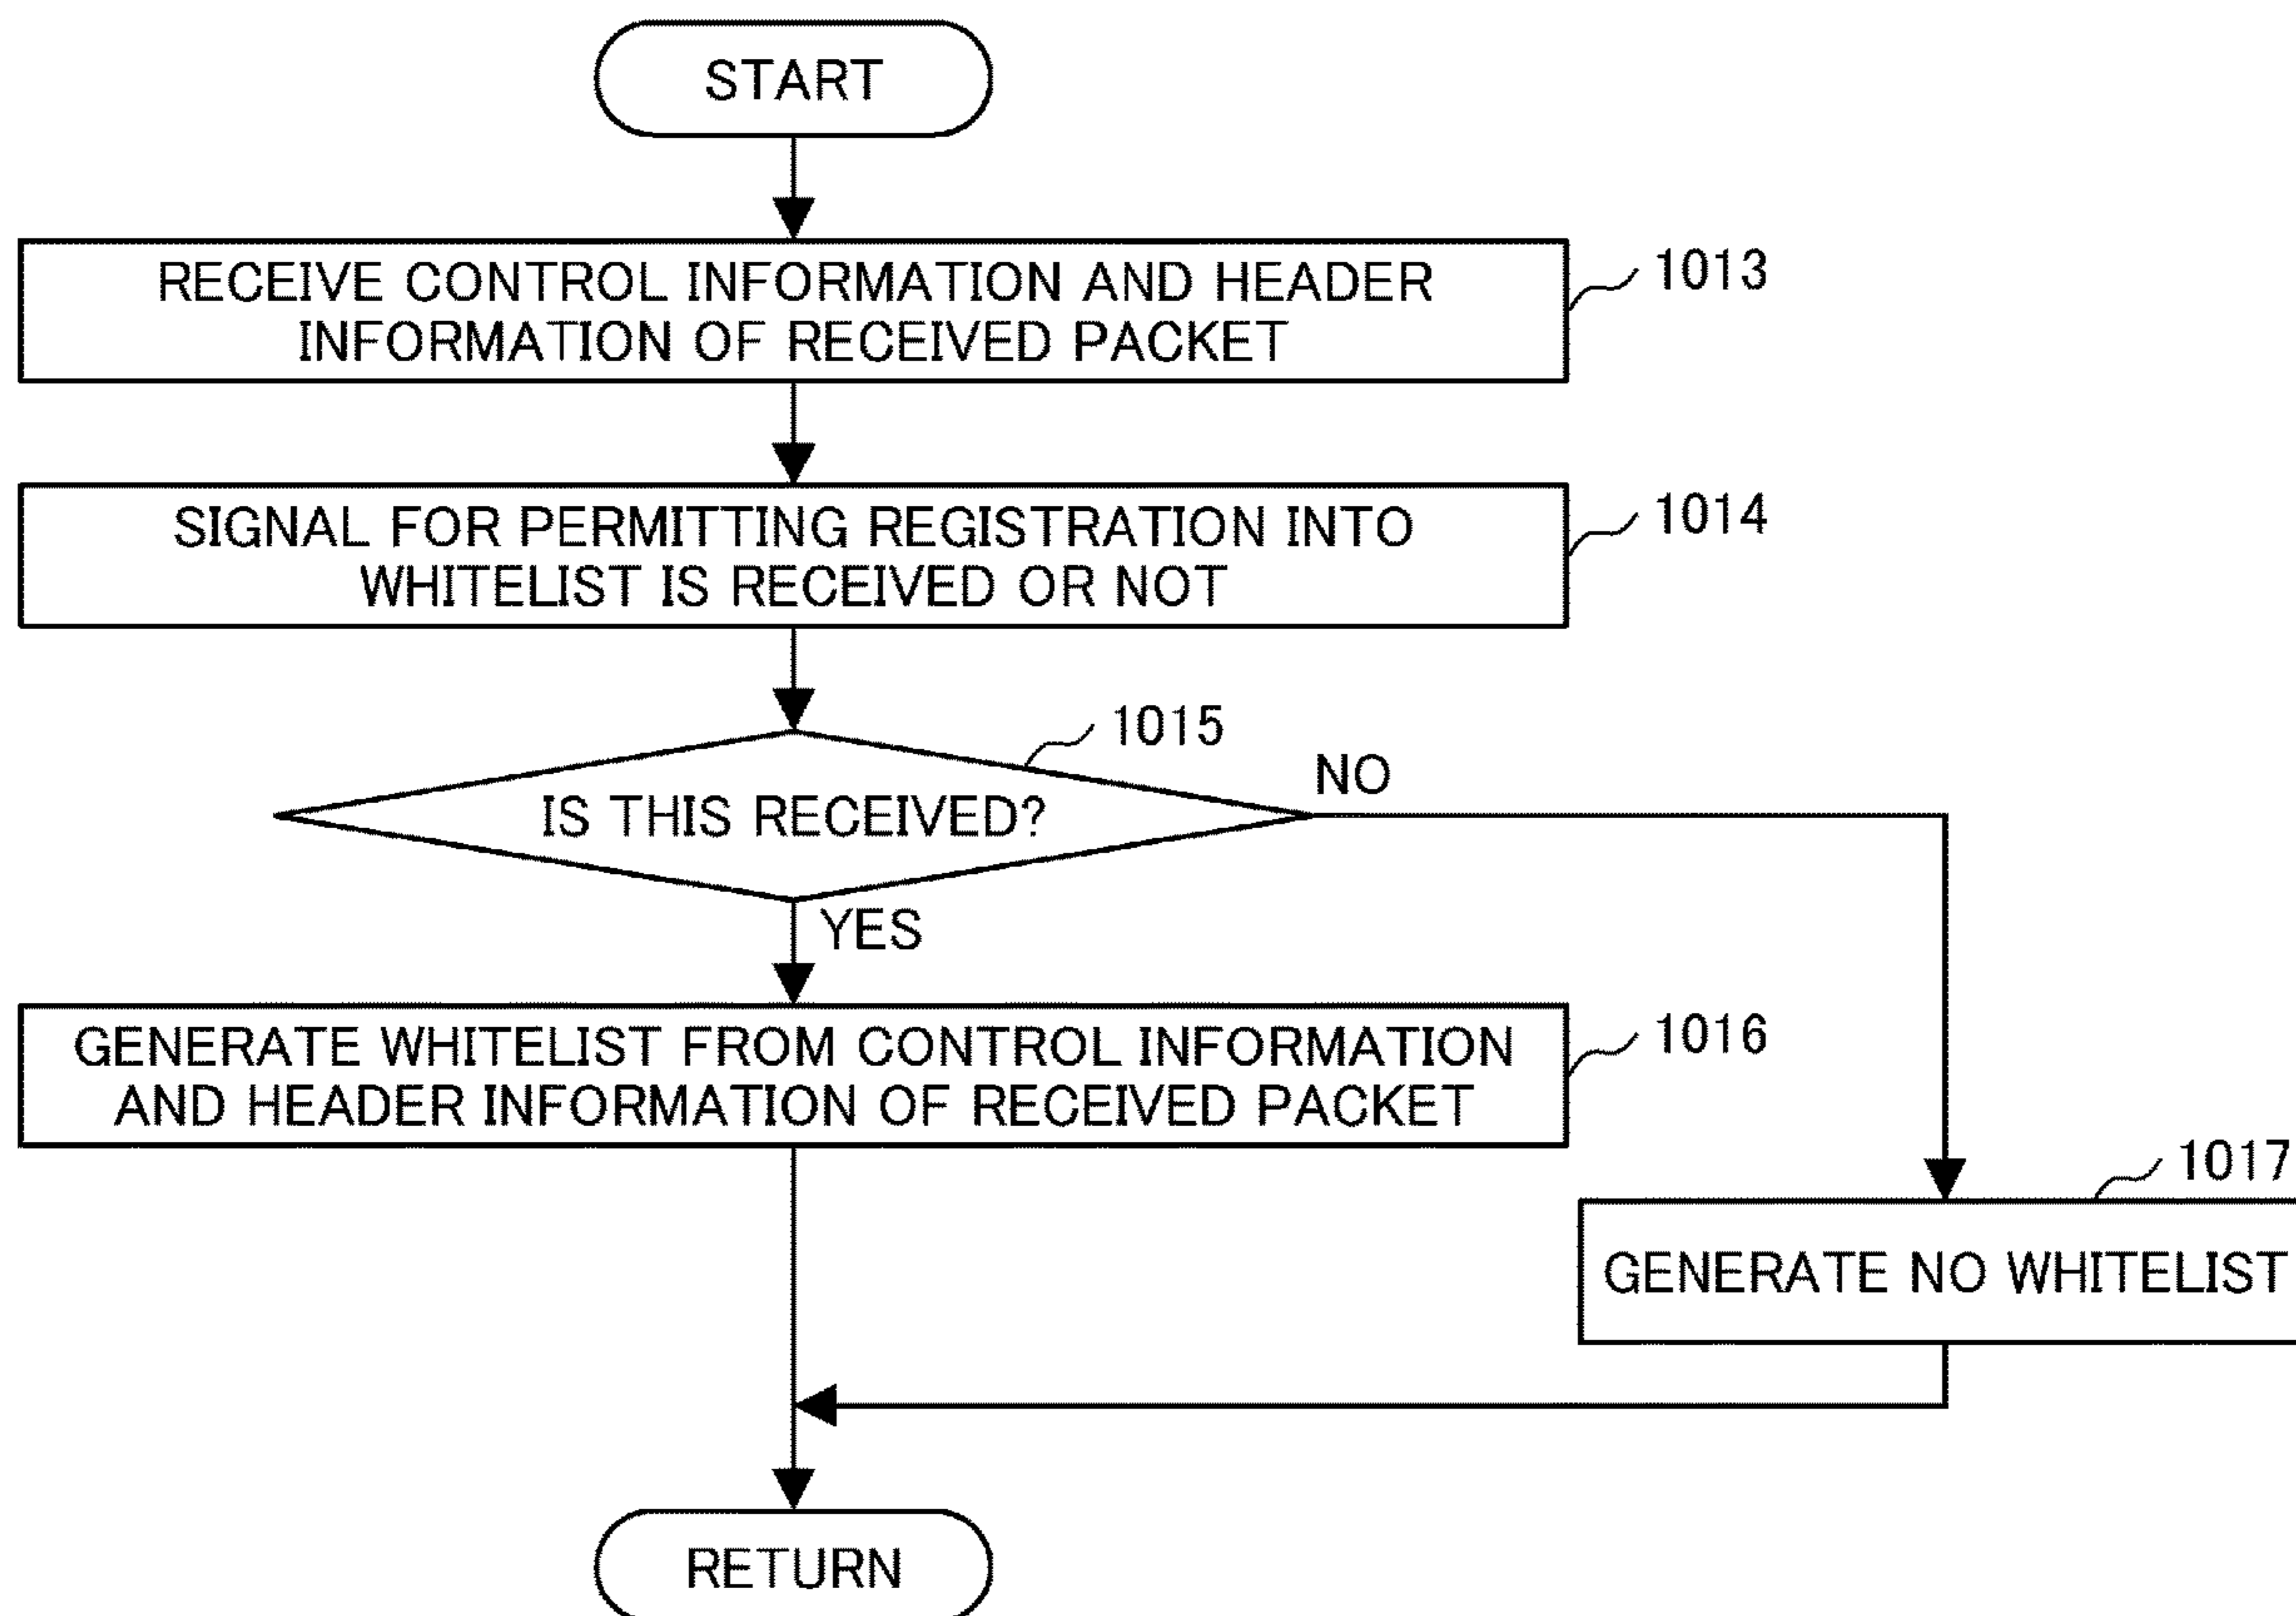 START
RECEIVE CONTROL INFORMATION AND HEADER
INFORMATION OF RECEIVED PACKET
1013
SIGNAL FOR PERMITTING REGISTRATION INTO
WHITELIST IS RECEIVED OR NOT
1014
1015
IS THIS RECEIVED?
NO
YES
GENERATE WHITELIST FROM CONTROL INFORMATION
AND HEADER INFORMATION OF RECEIVED PACKET
1016
1017
GENERATE NO WHITELIST
RETURN